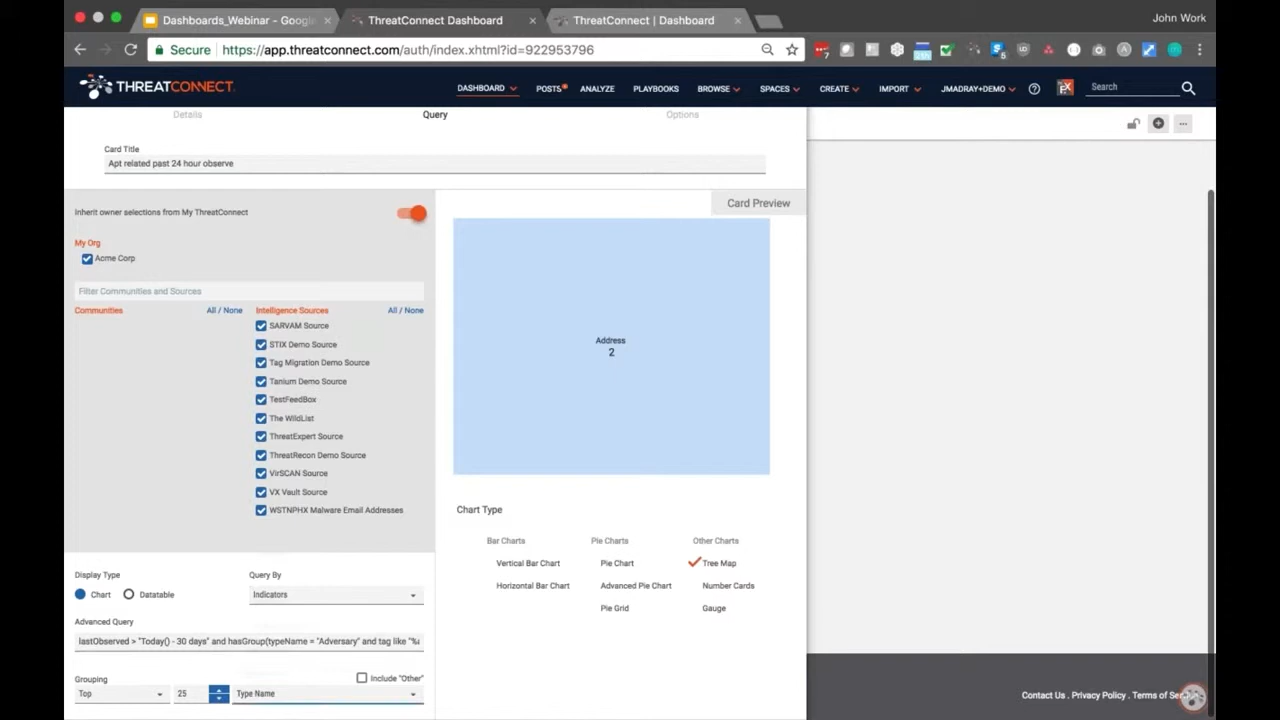 Dashboards_Webinar - Google
ThreatConnect Dashboard
ThreatConnect | Dashboard
John Work
Secure
https://app.threatconnect.com/auth/index.xhtml?id=922953796
THREATCONNECT
DASHBOARD
POSTS
ANALYZE
PLAYBOOKS
BROWSE
SPACES
CREATE
IMPORT
JMADRAY+DEMO
Search
Details
Query
Options
Card Title
Apt related past 24 hour observe
Inherit owner selections from My ThreatConnect
Card Preview
My Org
Acme Corp
Filter Communities and Sources
Communities
All / None
Intelligence Sources
All / None
SARVAM Source
STIX Demo Source
Tag Migration Demo Source
Tanium Demo Source
TestFeedBox
The WildList
ThreatExpert Source
ThreatRecon Demo Source
VirSCAN Source
VX Vault Source
WSTNPHX Malware Email Addresses
Address
2
Chart Type
Bar Charts
Pie Charts
Other Charts
Vertical Bar Chart
Pie Chart
Tree Map
Horizontal Bar Chart
Advanced Pie Chart
Number Cards
Pie Grid
Gauge
Display Type
Query By
Chart
Datatable
Indicators
Advanced Query
lastObserved > "Today() - 30 days" and hasGroup(typeName = "Adversary" and tag like "%a
Grouping
Include "Other"
Top
25
Type Name
Contact Us . Privacy Policy . Terms of